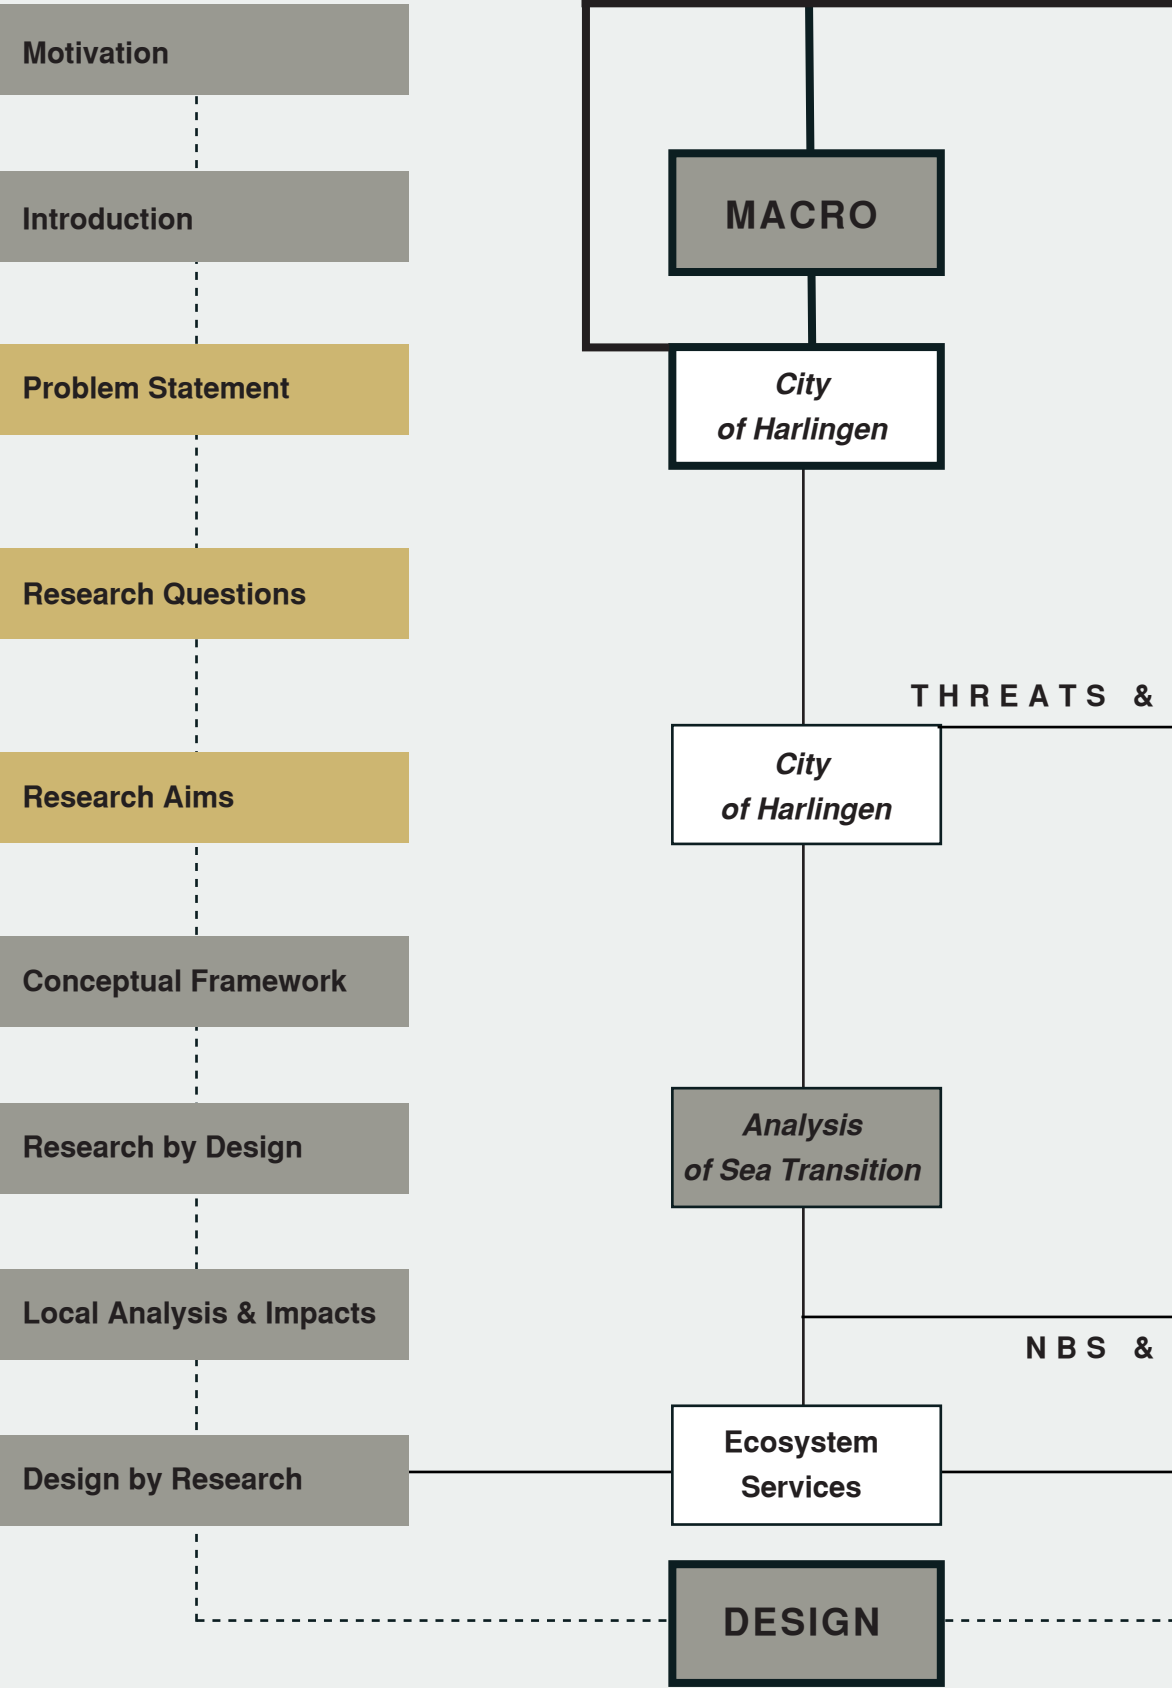 Motivation
Introduction
Problem Statement
Research Questions
Research Aims
Conceptual Framework
Research by Design
Local Analysis & Impacts
Design by Research
MACRO
City
of Harlingen
THREATS &
City
of Harlingen
Analysis
of Sea Transition
NBS &
Ecosystem
Services
DESIGN